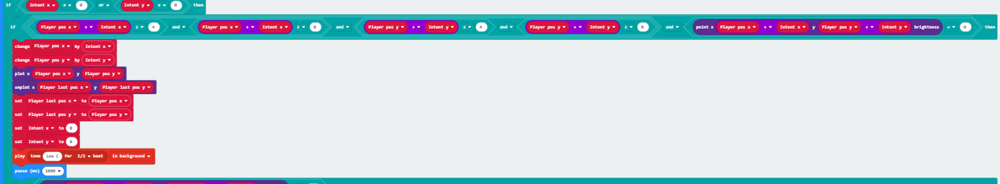 if Intent x ≠ 0 or Intent y ≠ 0 then
if Player pos x + Intent x ≤ 4 and Player pos x + Intent x ≥ 0 and Player pos y + Intent y ≤ 4 and Player pos y + Intent y ≥ 0 and point x Player pos x + Intent x y Player pos y + Intent y brightness = 0 then
change Player pos x by Intent x
change Player pos y by Intent y
plot x Player pos x y Player pos y
unplot x Player last pos x y Player last pos y
set Player last pos x to Player pos x
set Player last pos y to Player pos y
set Intent x to 0
set Intent y to 0
play tone Low C for 1/2 beat in background
pause (ms) 1000